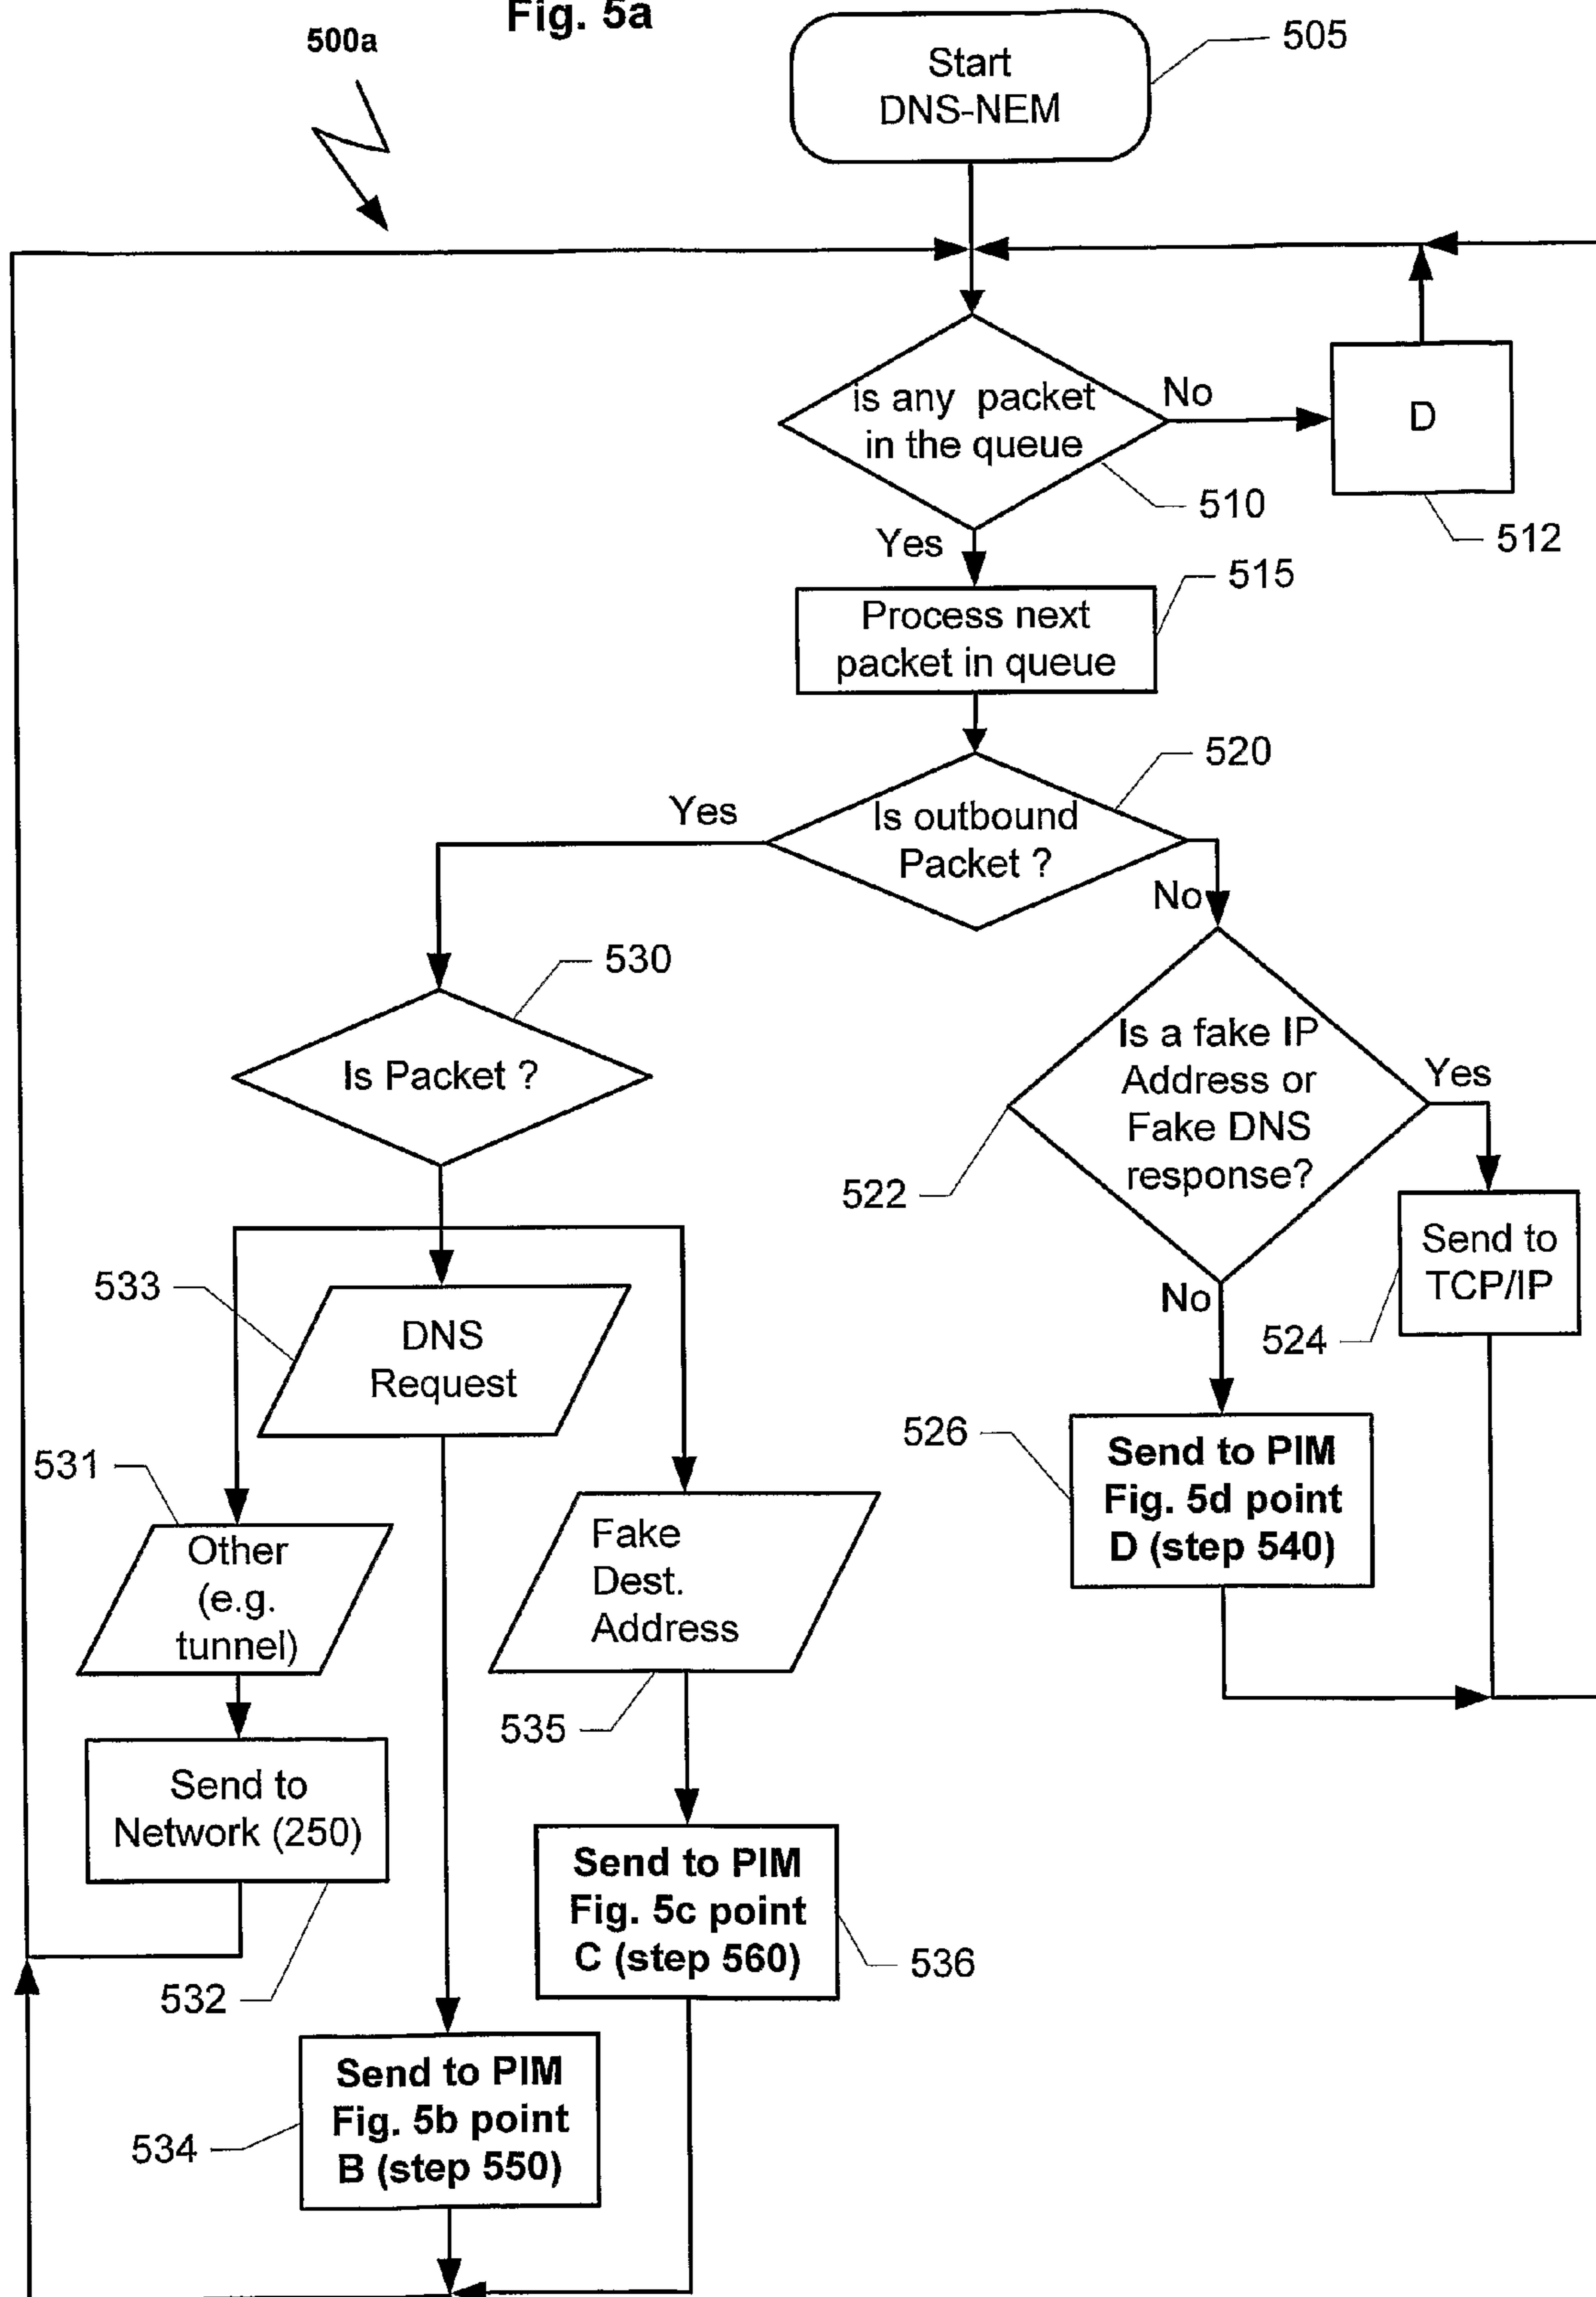 Fig. 5a
500a
Start
DNS-NEM
505
is any packet
in the queue
No
D
510
512
Yes
515
Process next
packet in queue
520
Yes
Is outbound
Packet ?
No
530
Is Packet ?
Is a fake IP
Address or
Fake DNS
response?
Yes
522
Send to
TCP/IP
524
No
533
DNS
Request
526
Send to PIM
Fig. 5d point
D (step 540)
531
Other
(e.g.
tunnel)
Fake
Dest.
Address
535
Send to
Network (250)
532
Send to PIM
Fig. 5c point
C (step 560)
536
Send to PIM
Fig. 5b point
B (step 550)
534